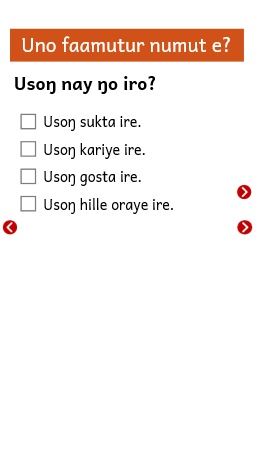 Uno faamutur numut e?
Usoŋ nay ŋo iro?
Usoŋ sukta ire.
Usoŋ kariye ire.
Usoŋ gosta ire.
Usoŋ hille oraye ire.